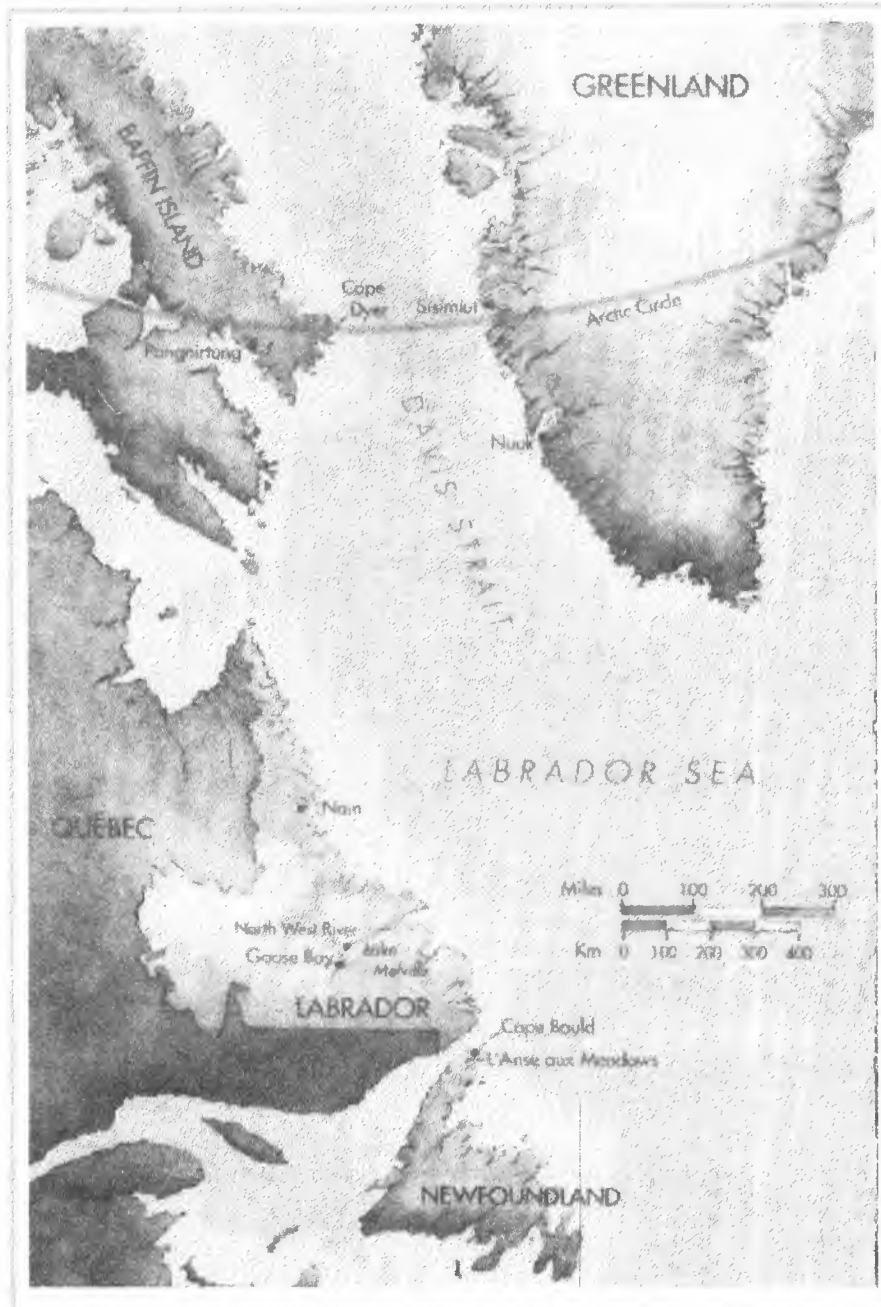 GREENLAND
BAFFIN ISLAND
Cape
Dyer
Sisimiut
Arctic Circle
Pangnirtung
DAVIS STRAIT
Nuuk
LABRADOR SEA
Nain
QUÉBEC
Miles 0 100 200 300
Km 0 100 200 300 400
North West River
Goose Bay
Lake
Melville
LABRADOR
Cape Bauld
L'Anse aux Meadows
NEWFOUNDLAND